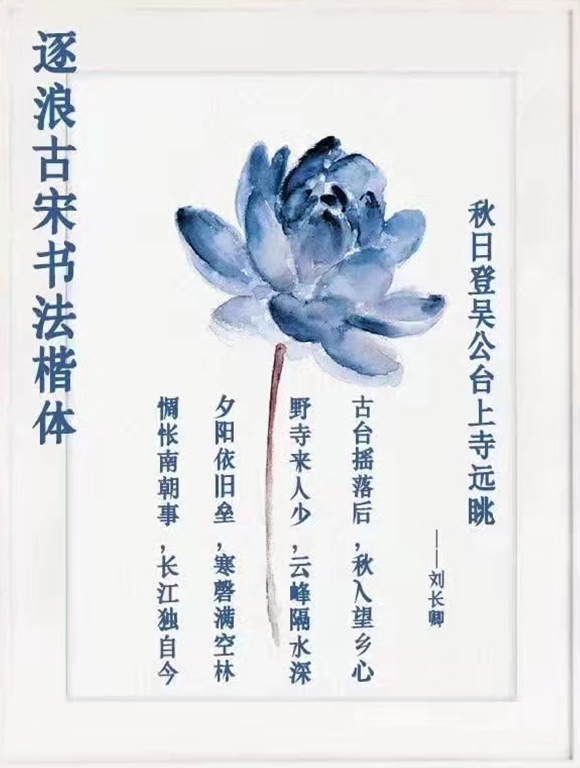 逐浪古宋书法楷体
秋日登吴公台上寺远眺
——刘长卿
古台摇落后，秋入望乡心
野寺来人少，云峰隔水深
夕阳依旧垒，寒磬满空林
惆怅南朝事，长江独自今